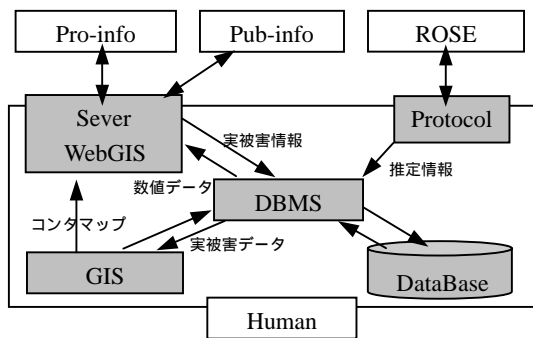 Pro-info
Pub-info
ROSE
Sever
WebGIS
Protocol
実被害情報
推定情報
数値データ
DBMS
コンタマップ
実被害データ
GIS
DataBase
Human